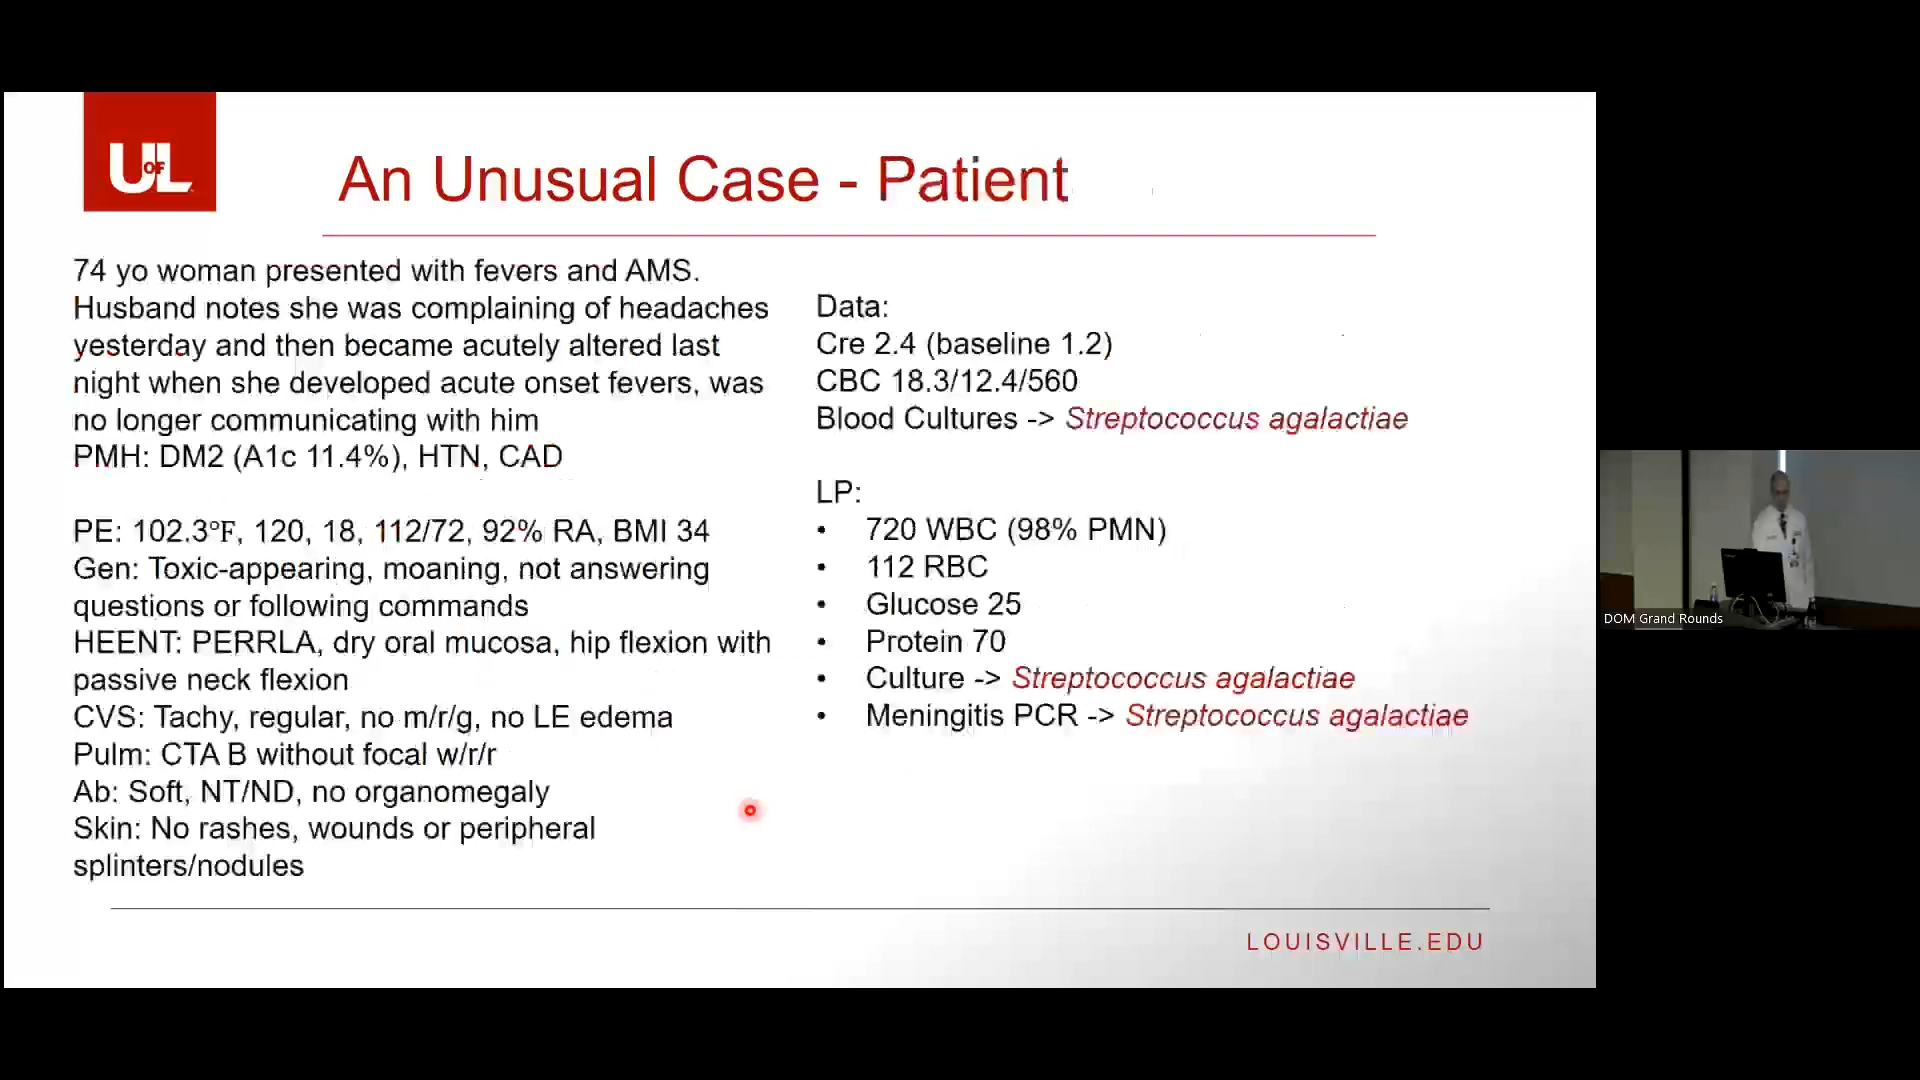 UOFL
An Unusual Case - Patient
74 yo woman presented with fevers and AMS.
Husband notes she was complaining of headaches
yesterday and then became acutely altered last
night when she developed acute onset fevers, was
no longer communicating with him
PMH: DM2 (A1c 11.4%), HTN, CAD
PE: 102.3°F, 120, 18, 112/72, 92% RA, BMI 34
Gen: Toxic-appearing, moaning, not answering
questions or following commands
HEENT: PERRLA, dry oral mucosa, hip flexion with
passive neck flexion
CVS: Tachy, regular, no m/r/g, no LE edema
Pulm: CTA B without focal w/r/r
Ab: Soft, NT/ND, no organomegaly
Skin: No rashes, wounds or peripheral
splinters/nodules
Data:
Cre 2.4 (baseline 1.2)
CBC 18.3/12.4/560
Blood Cultures -> Streptococcus agalactiae
LP:
• 720 WBC (98% PMN)
• 112 RBC
• Glucose 25
• Protein 70
• Culture -> Streptococcus agalactiae
• Meningitis PCR -> Streptococcus agalactiae
LOUISVILLE.EDU
DOM Grand Rounds